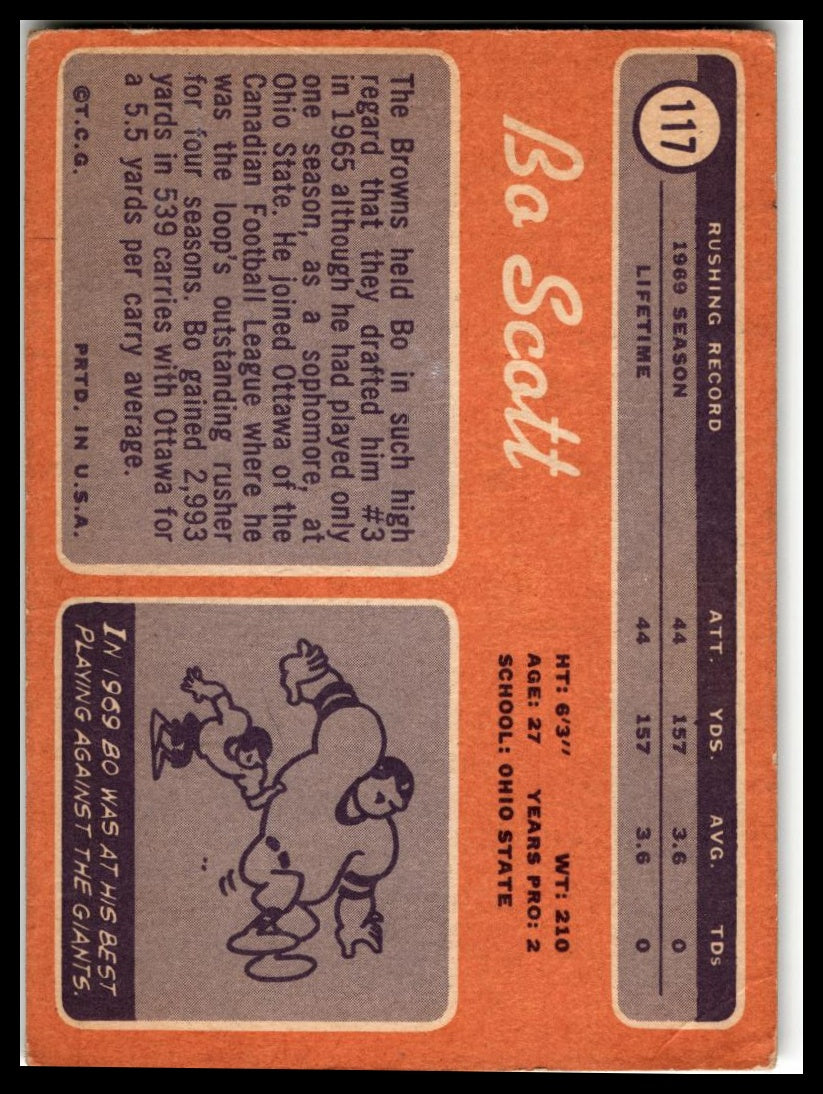 117
RUSHING RECORD ATT. YDS. AVG. TDs
1969 SEASON 44 157 3.6 0
LIFETIME 44 157 3.6 0
Bo Scott
HT: 6'3" WT: 210
AGE: 27 YEARS PRO: 2
SCHOOL: OHIO STATE
The Browns held Bo in such high
regard that they drafted him #3
in 1965 although he had played only
one season, as a sophomore, at
Ohio State. He joined Ottawa of the
Canadian Football League where he
was the loop's outstanding rusher
for four seasons. Bo gained 2,993
yards in 539 carries with Ottawa for
a 5.5 yards per carry average.
©T.C.G. PRTD. IN U.S.A.
IN 1969 BO WAS AT HIS BEST
PLAYING AGAINST THE GIANTS.